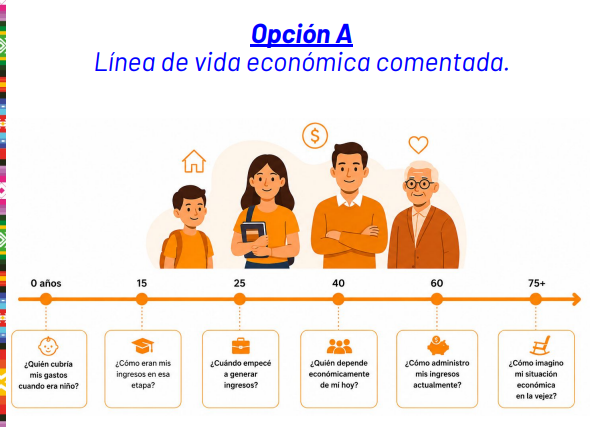 Opción A
Línea de vida económica comentada.
$
0 años
15
25
40
60
75+
¿Quién cubría
mis gastos
cuando era niño?
¿Cómo eran mis
ingresos en esa
etapa?
¿Cuándo empecé
a generar
ingresos?
¿Quién depende
económicamente
de mí hoy?
$
¿Cómo administro
mis ingresos
actualmente?
¿Cómo imagino
mi situación
económica
en la vejez?